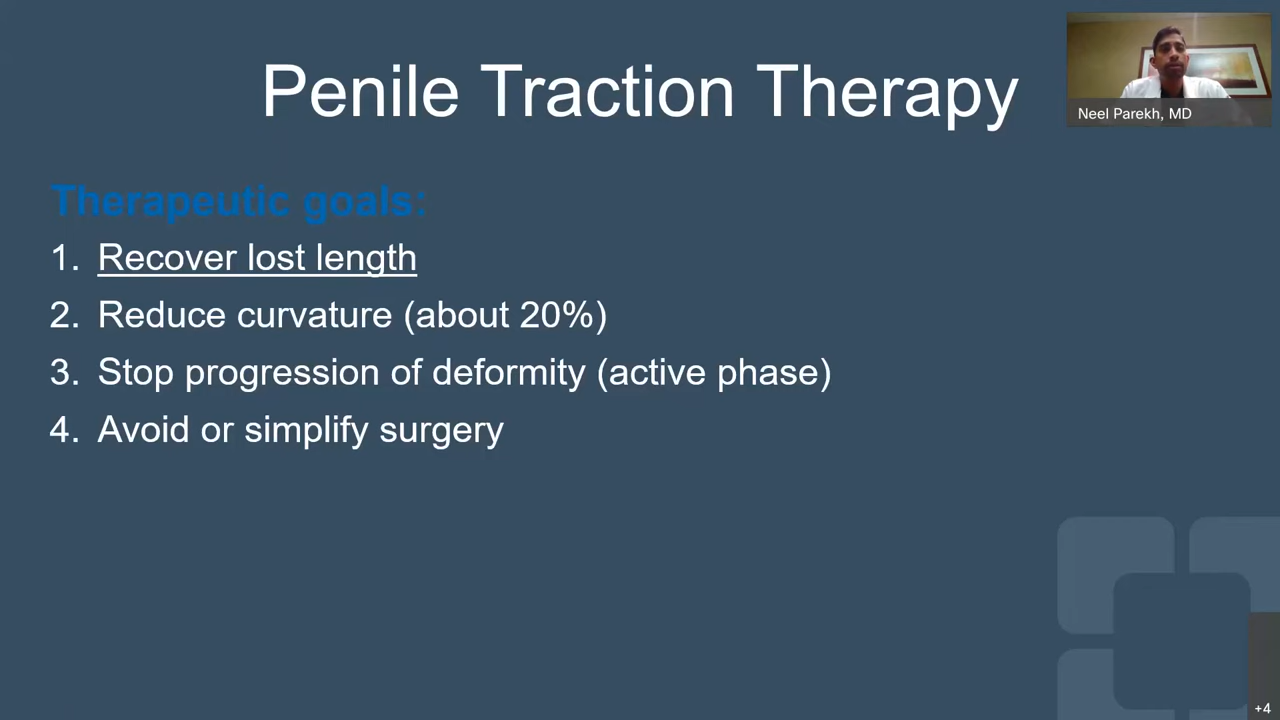 Penile Traction Therapy
Neel Parekh, MD
Therapeutic goals:
1. Recover lost length
2. Reduce curvature (about 20%)
3. Stop progression of deformity (active phase)
4. Avoid or simplify surgery
+4